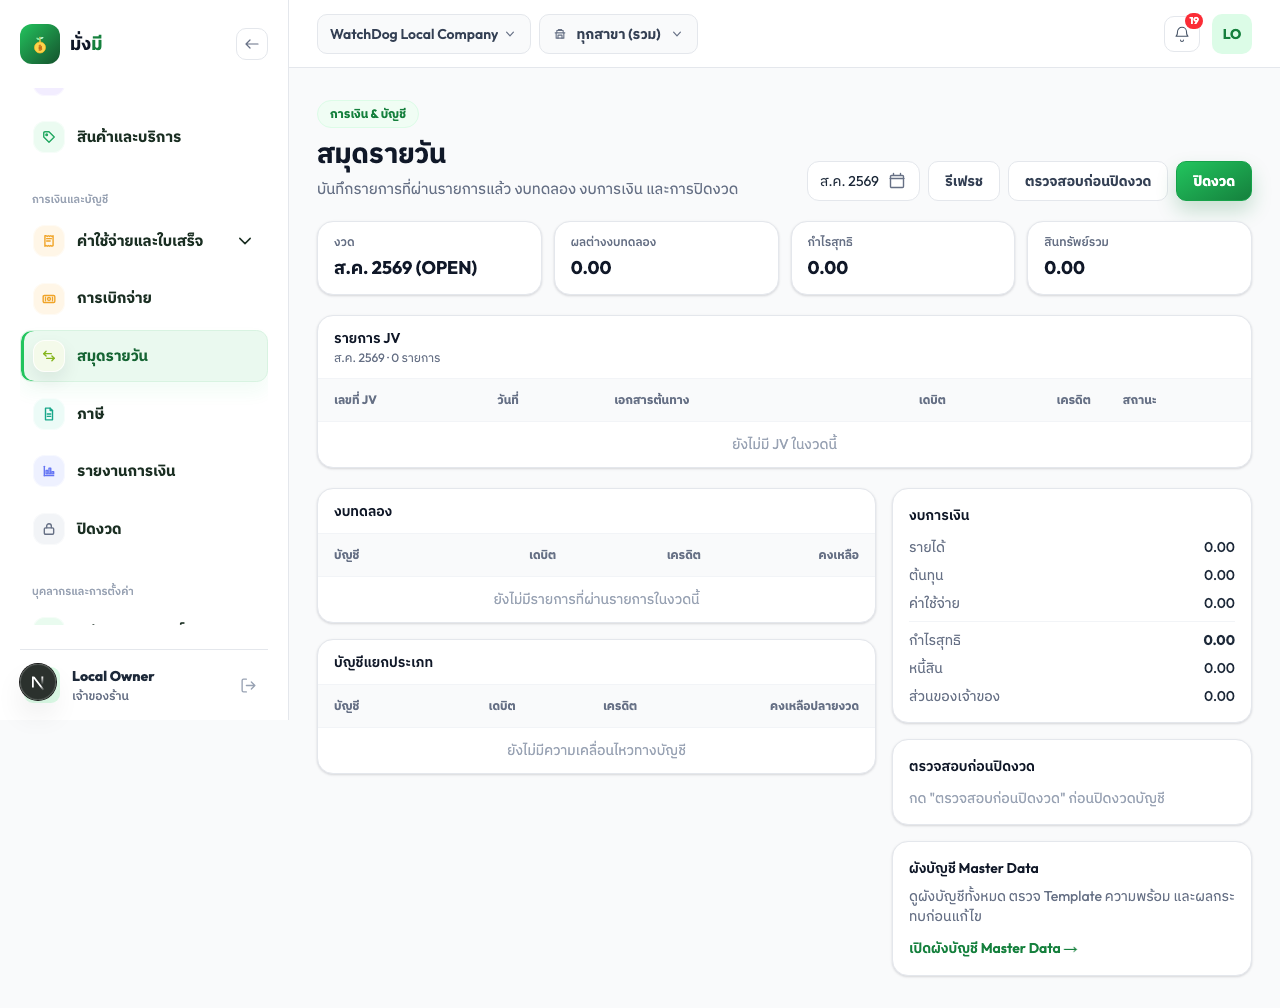 มั่งมี
WatchDog Local Company
ทุกสาขา (รวม)
19
LO
สินค้าและบริการ
การเงินและบัญชี
ค่าใช้จ่ายและใบเสร็จ
การเบิกจ่าย
สมุดรายวัน
ภาษี
รายงานการเงิน
ปิดงวด
บุคลากรและการตั้งค่า
N
Local Owner
เจ้าของร้าน
การเงิน & บัญชี
สมุดรายวัน
บันทึกรายการที่ผ่านรายการแล้ว งบทดลอง งบการเงิน และการปิดงวด
ส.ค. 2569
รีเฟรช
ตรวจสอบก่อนปิดงวด
ปิดงวด
งวด
ส.ค. 2569 (OPEN)
ผลต่างงบทดลอง
0.00
กำไรสุทธิ
0.00
สินทรัพย์รวม
0.00
รายการ JV
ส.ค. 2569 · 0 รายการ
เลขที่ JV วันที่ เอกสารต้นทาง เดบิต เครดิต สถานะ
ยังไม่มี JV ในงวดนี้
งบทดลอง
บัญชี เดบิต เครดิต คงเหลือ
ยังไม่มีรายการที่ผ่านรายการในงวดนี้
บัญชีแยกประเภท
บัญชี เดบิต เครดิต คงเหลือปลายงวด
ยังไม่มีความเคลื่อนไหวทางบัญชี
งบการเงิน
รายได้ 0.00
ต้นทุน 0.00
ค่าใช้จ่าย 0.00
กำไรสุทธิ 0.00
หนี้สิน 0.00
ส่วนของเจ้าของ 0.00
ตรวจสอบก่อนปิดงวด
กด "ตรวจสอบก่อนปิดงวด" ก่อนปิดงวดบัญชี
ผังบัญชี Master Data
ดูผังบัญชีทั้งหมด ตรวจ Template ความพร้อม และผลกระ
ทบก่อนแก้ไข
เปิดผังบัญชี Master Data →